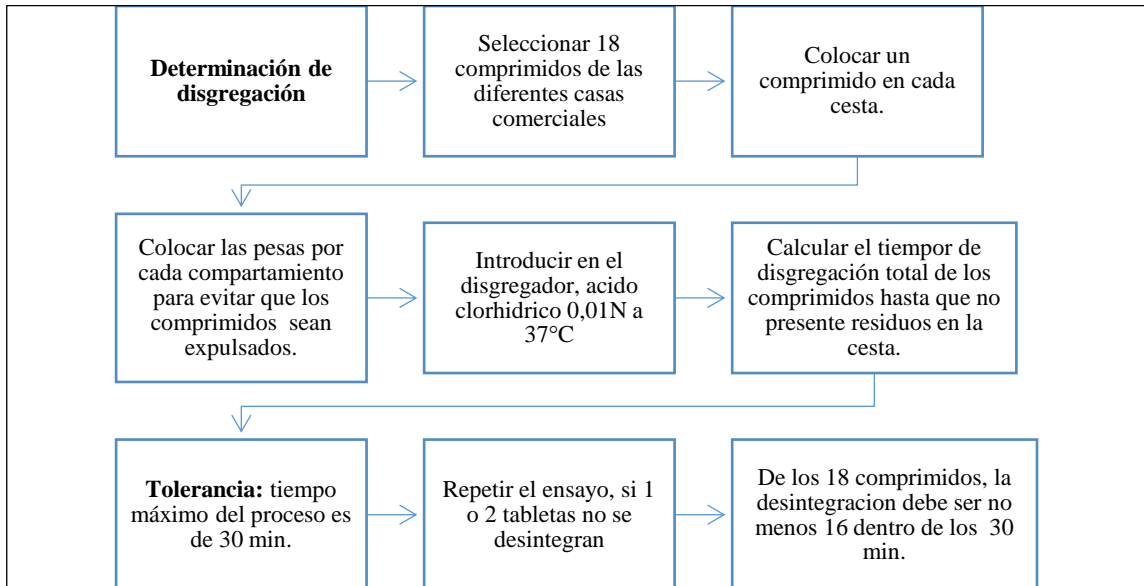 Determinación de
disgregación
Seleccionar 18
comprimidos de las
diferentes casas
comerciales
Colocar un
comprimido en cada
cesta.
Colocar las pesas por
cada compartamiento
para evitar que los
comprimidos sean
expulsados.
Introducir en el
disgregador, acido
clorhidrico 0,01N a
37°C
Calcular el tiempor de
disgregación total de los
comprimidos hasta que no
presente residuos en la
cesta.
Tolerancia: tiempo
máximo del proceso es
de 30 min.
Repetir el ensayo, si 1
o 2 tabletas no se
desintegran
De los 18 comprimidos, la
desintegracion debe ser no
menos 16 dentro de los 30
min.